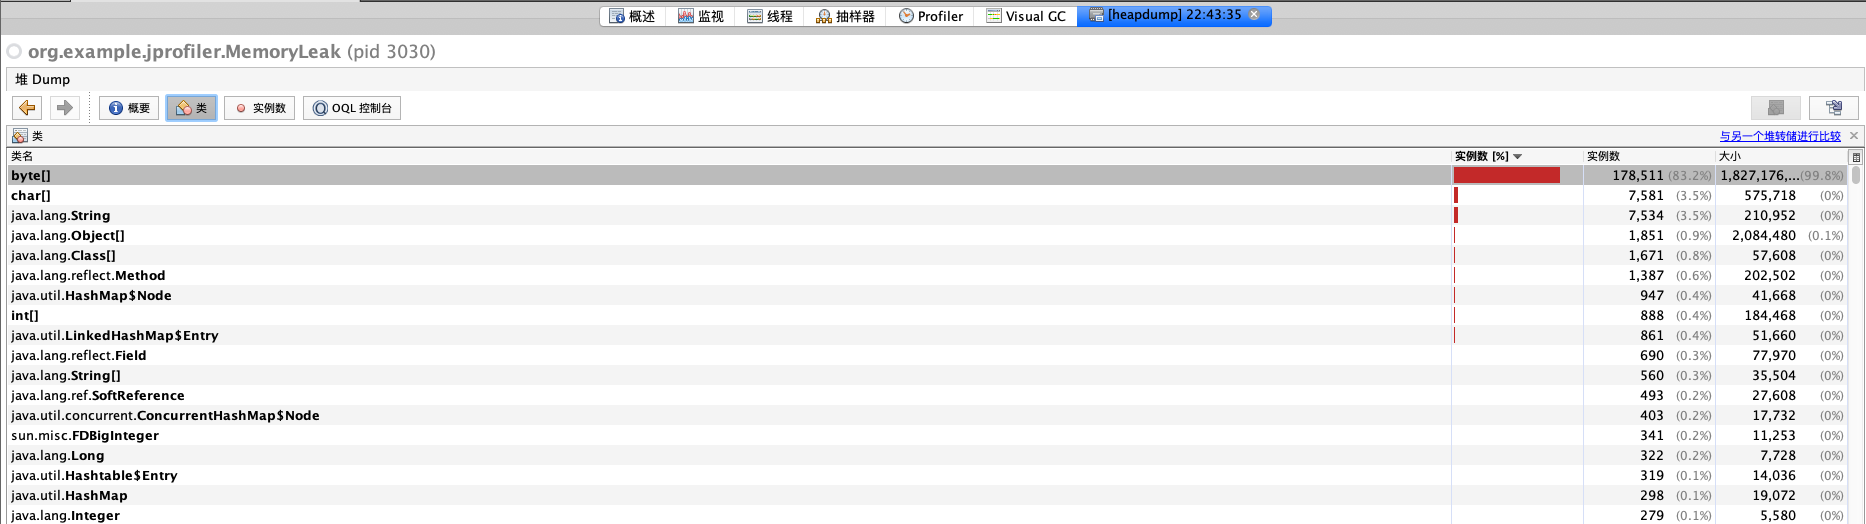 概述 监视 线程 抽样器 Profiler Visual GC [heapdump] 22:43:35
org.example.jprofiler.MemoryLeak (pid 3030)
堆 Dump
概要 类 实例数 OQL 控制台
类 与另一个堆转储进行比较
类名 实例数 [%] 实例数 大小
byte[] 178,511 (83.2%) 1,827,176,...(99.8%)
char[] 7,581 (3.5%) 575,718 (0%)
java.lang.String 7,534 (3.5%) 210,952 (0%)
java.lang.Object[] 1,851 (0.9%) 2,084,480 (0.1%)
java.lang.Class[] 1,671 (0.8%) 57,608 (0%)
java.lang.reflect.Method 1,387 (0.6%) 202,502 (0%)
java.util.HashMap$Node 947 (0.4%) 41,668 (0%)
int[] 888 (0.4%) 184,468 (0%)
java.util.LinkedHashMap$Entry 861 (0.4%) 51,660 (0%)
java.lang.reflect.Field 690 (0.3%) 77,970 (0%)
java.lang.String[] 560 (0.3%) 35,504 (0%)
java.lang.ref.SoftReference 493 (0.2%) 27,608 (0%)
java.util.concurrent.ConcurrentHashMap$Node 403 (0.2%) 17,732 (0%)
sun.misc.FDBigInteger 341 (0.2%) 11,253 (0%)
java.lang.Long 322 (0.2%) 7,728 (0%)
java.util.Hashtable$Entry 319 (0.1%) 14,036 (0%)
java.util.HashMap 298 (0.1%) 19,072 (0%)
java.lang.Integer 279 (0.1%) 5,580 (0%)